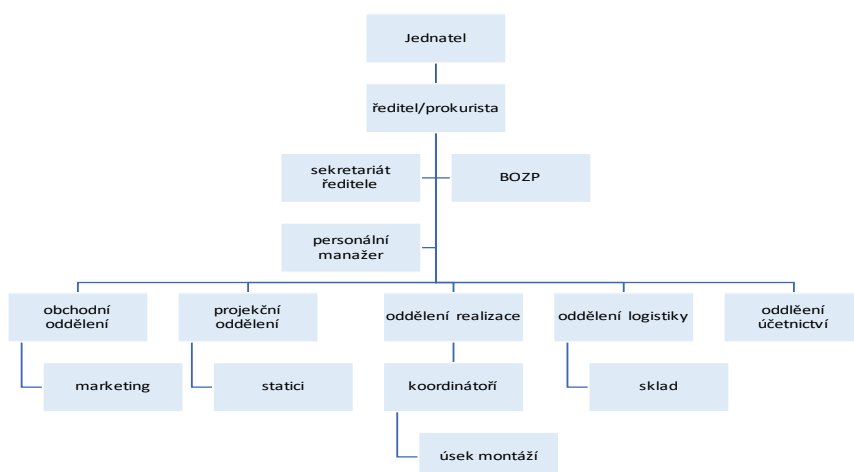 Jednatel
ředitel/prokurista
sekretariát
ředitele
BOZP
personální
manažer
obchodní
oddělení
projekční
oddělení
oddělení realizace
oddělení logistiky
oddlěení
účetnictví
marketing
statici
koordinátoří
sklad
úsek montáží